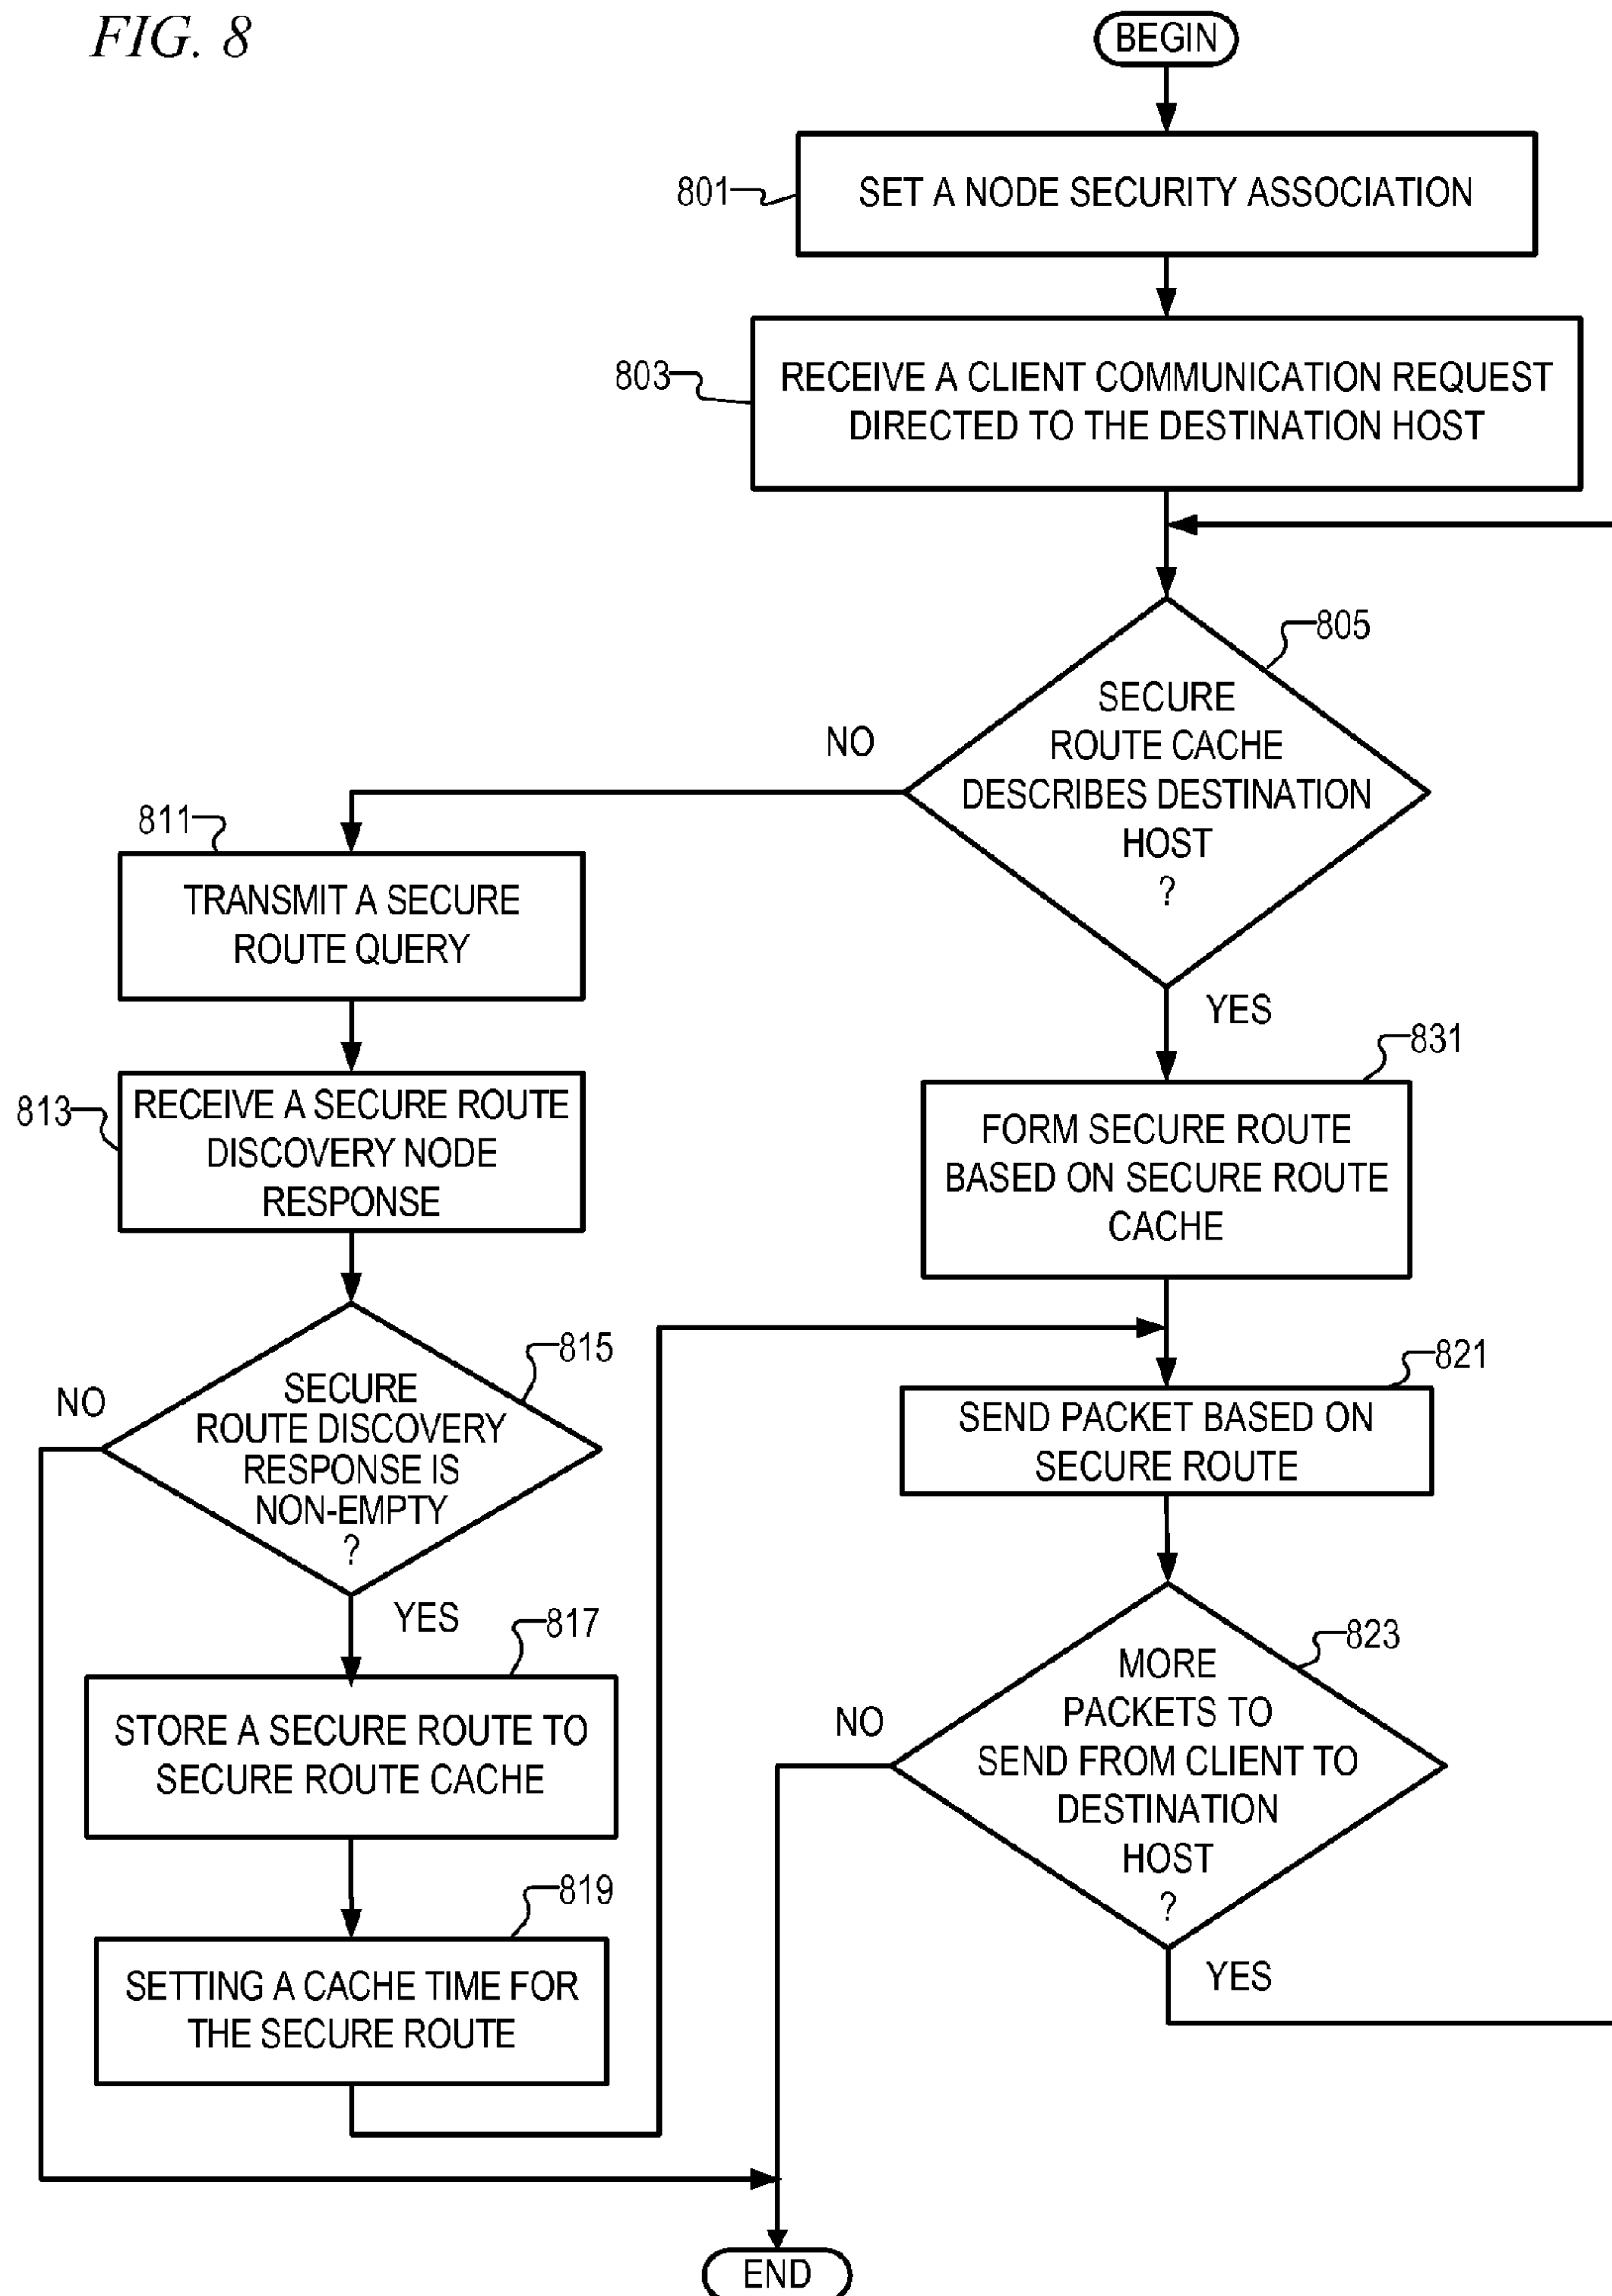 FIG. 8
BEGIN
801
SET A NODE SECURITY ASSOCIATION
803
RECEIVE A CLIENT COMMUNICATION REQUEST
DIRECTED TO THE DESTINATION HOST
805
SECURE
ROUTE CACHE
DESCRIBES DESTINATION
HOST
?
NO
YES
811
TRANSMIT A SECURE
ROUTE QUERY
813
RECEIVE A SECURE ROUTE
DISCOVERY NODE
RESPONSE
815
SECURE
ROUTE DISCOVERY
RESPONSE IS
NON-EMPTY
?
NO
YES
817
STORE A SECURE ROUTE TO
SECURE ROUTE CACHE
819
SETTING A CACHE TIME FOR
THE SECURE ROUTE
831
FORM SECURE ROUTE
BASED ON SECURE ROUTE
CACHE
821
SEND PACKET BASED ON
SECURE ROUTE
823
MORE
PACKETS TO
SEND FROM CLIENT TO
DESTINATION
HOST
?
NO
YES
END